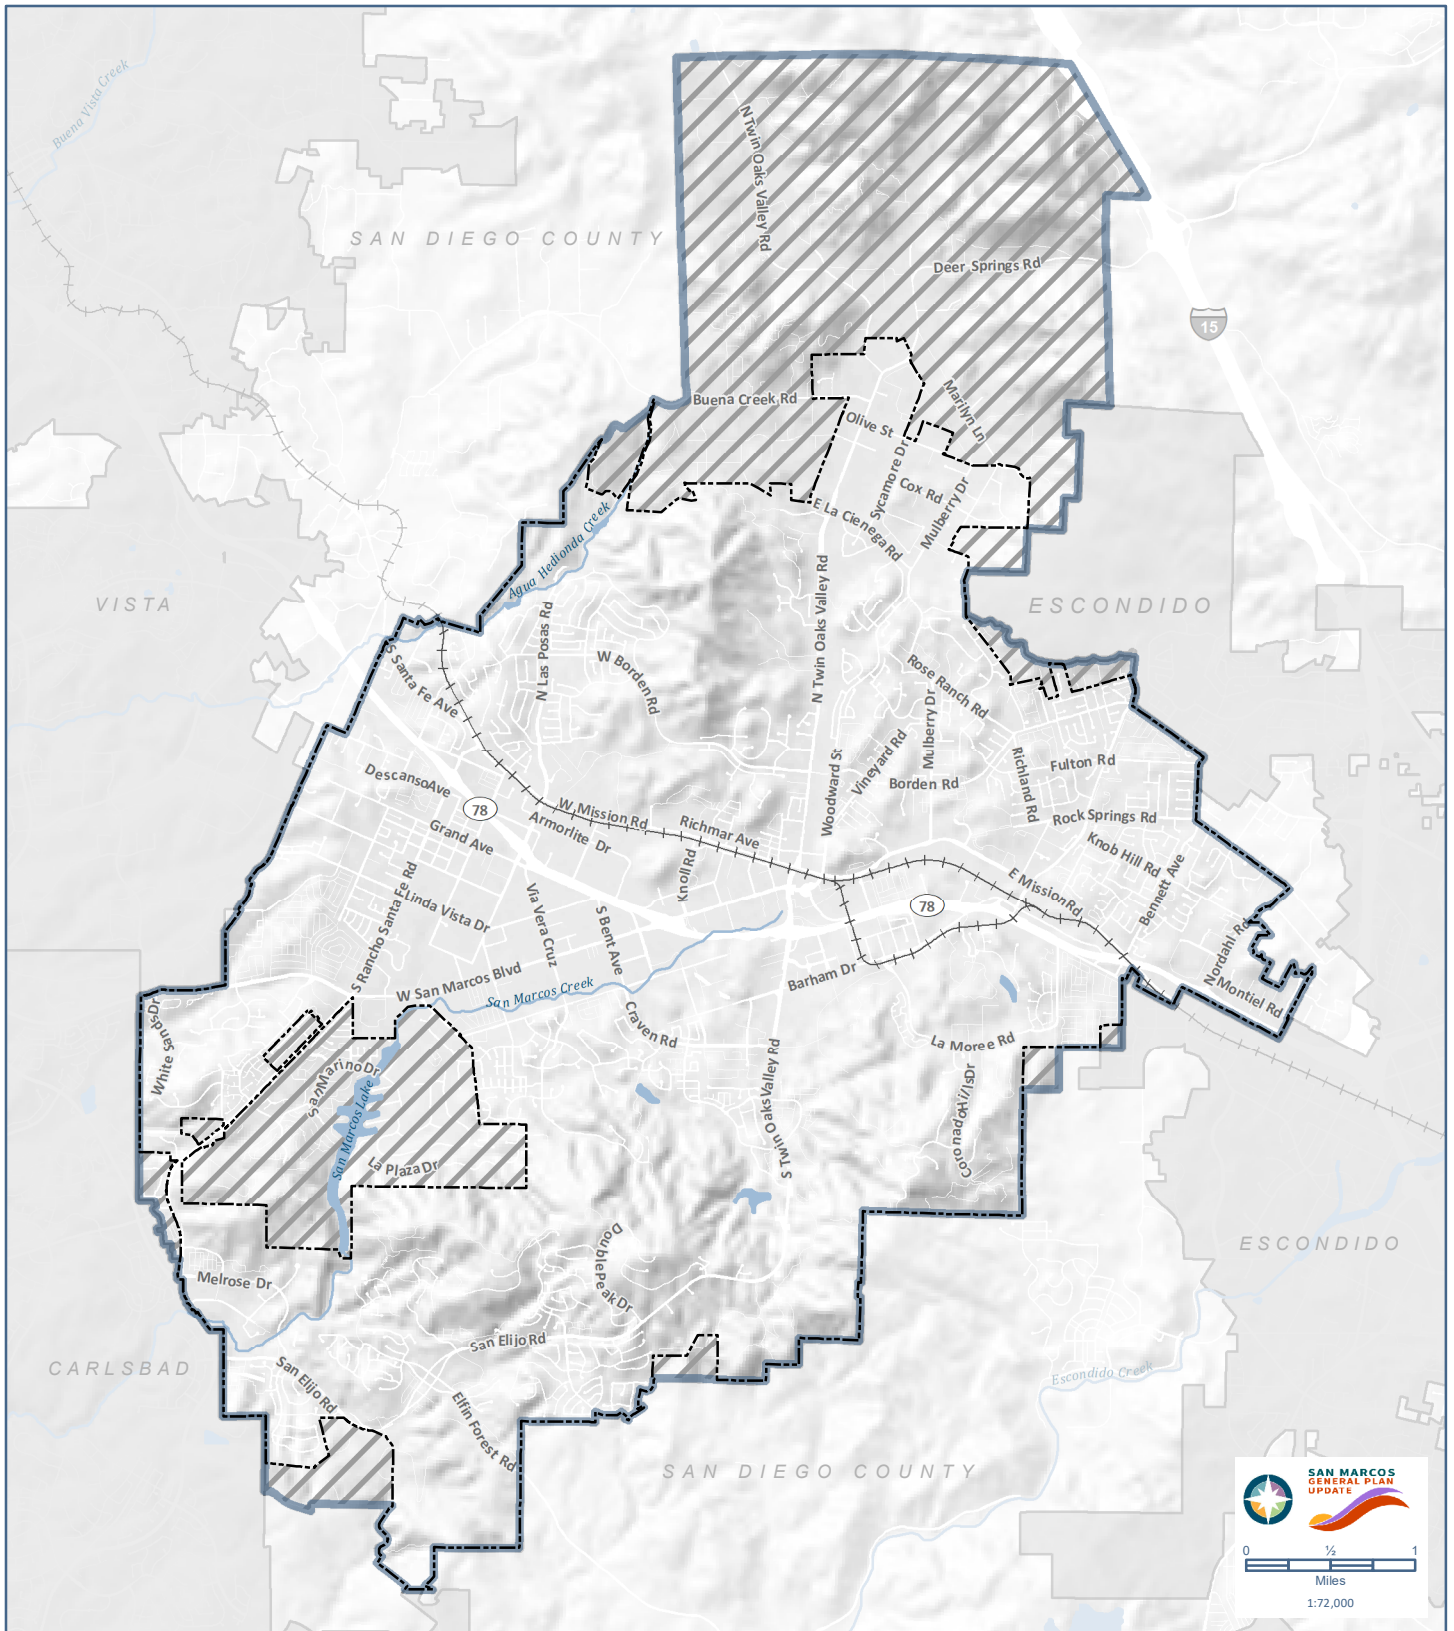 Buena Vista Creek
N Twin Oaks Valley Rd
SAN DIEGO COUNTY
Deer Springs Rd
15
Buena Creek Rd
Marilyn Ln
Olive St
Sycamore Dr
Cox Rd
Mulberry Dr
E La Cienega Rd
Agua Hedionda Creek
VISTA
ESCONDIDO
N Las Posas Rd
W Borden Rd
N Twin Oaks Valley Rd
S Santa Fe Ave
Rose Ranch Rd
Mulberry Dr
Vineyard Rd
Woodward St
Borden Rd
Richland Rd
Fulton Rd
DescansoAve
78
W Mission Rd
Richmar Ave
Rock Springs Rd
Armorlite Dr
Grand Ave
Knoll Rd
Knob Hill Rd
Bennett Ave
E Mission Rd
78
S Rancho Santa Fe Rd
Linda Vista Dr
Via Vera Cruz
S Bent Ave
Nordahl Rd
W San Marcos Blvd
Barham Dr
San Marcos Creek
Montiel Rd
White Sands Dr
Craven Rd
La Moree Rd
San Marino Dr
San Marcos Lake
S Twin Oaks Valley Rd
Coronado Hills Dr
La Plaza Dr
Double Peak Dr
ESCONDIDO
Melrose Dr
San Elijo Rd
CARLSBAD
San Elijo Rd
Escondido Creek
Elfin Forest Rd
SAN DIEGO COUNTY
SAN MARCOS
GENERAL PLAN
UPDATE
0 ½ 1
Miles
1:72,000